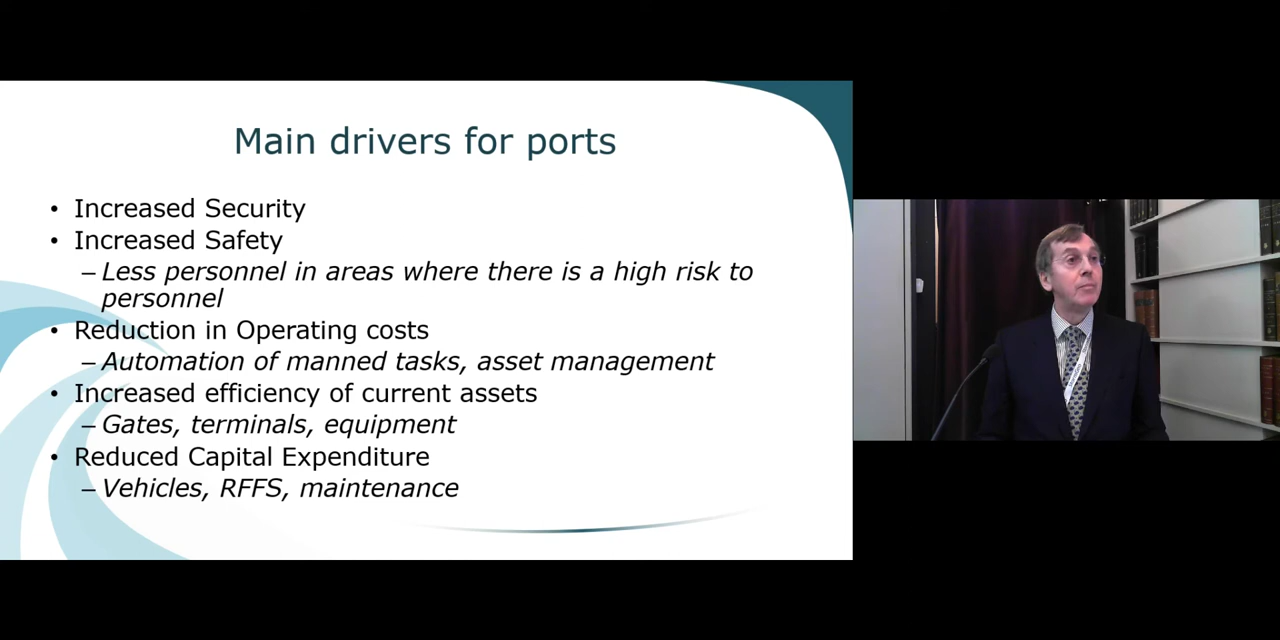 Main drivers for ports
• Increased Security
• Increased Safety
– Less personnel in areas where there is a high risk to
personnel
• Reduction in Operating costs
– Automation of manned tasks, asset management
• Increased efficiency of current assets
– Gates, terminals, equipment
• Reduced Capital Expenditure
– Vehicles, RFFS, maintenance